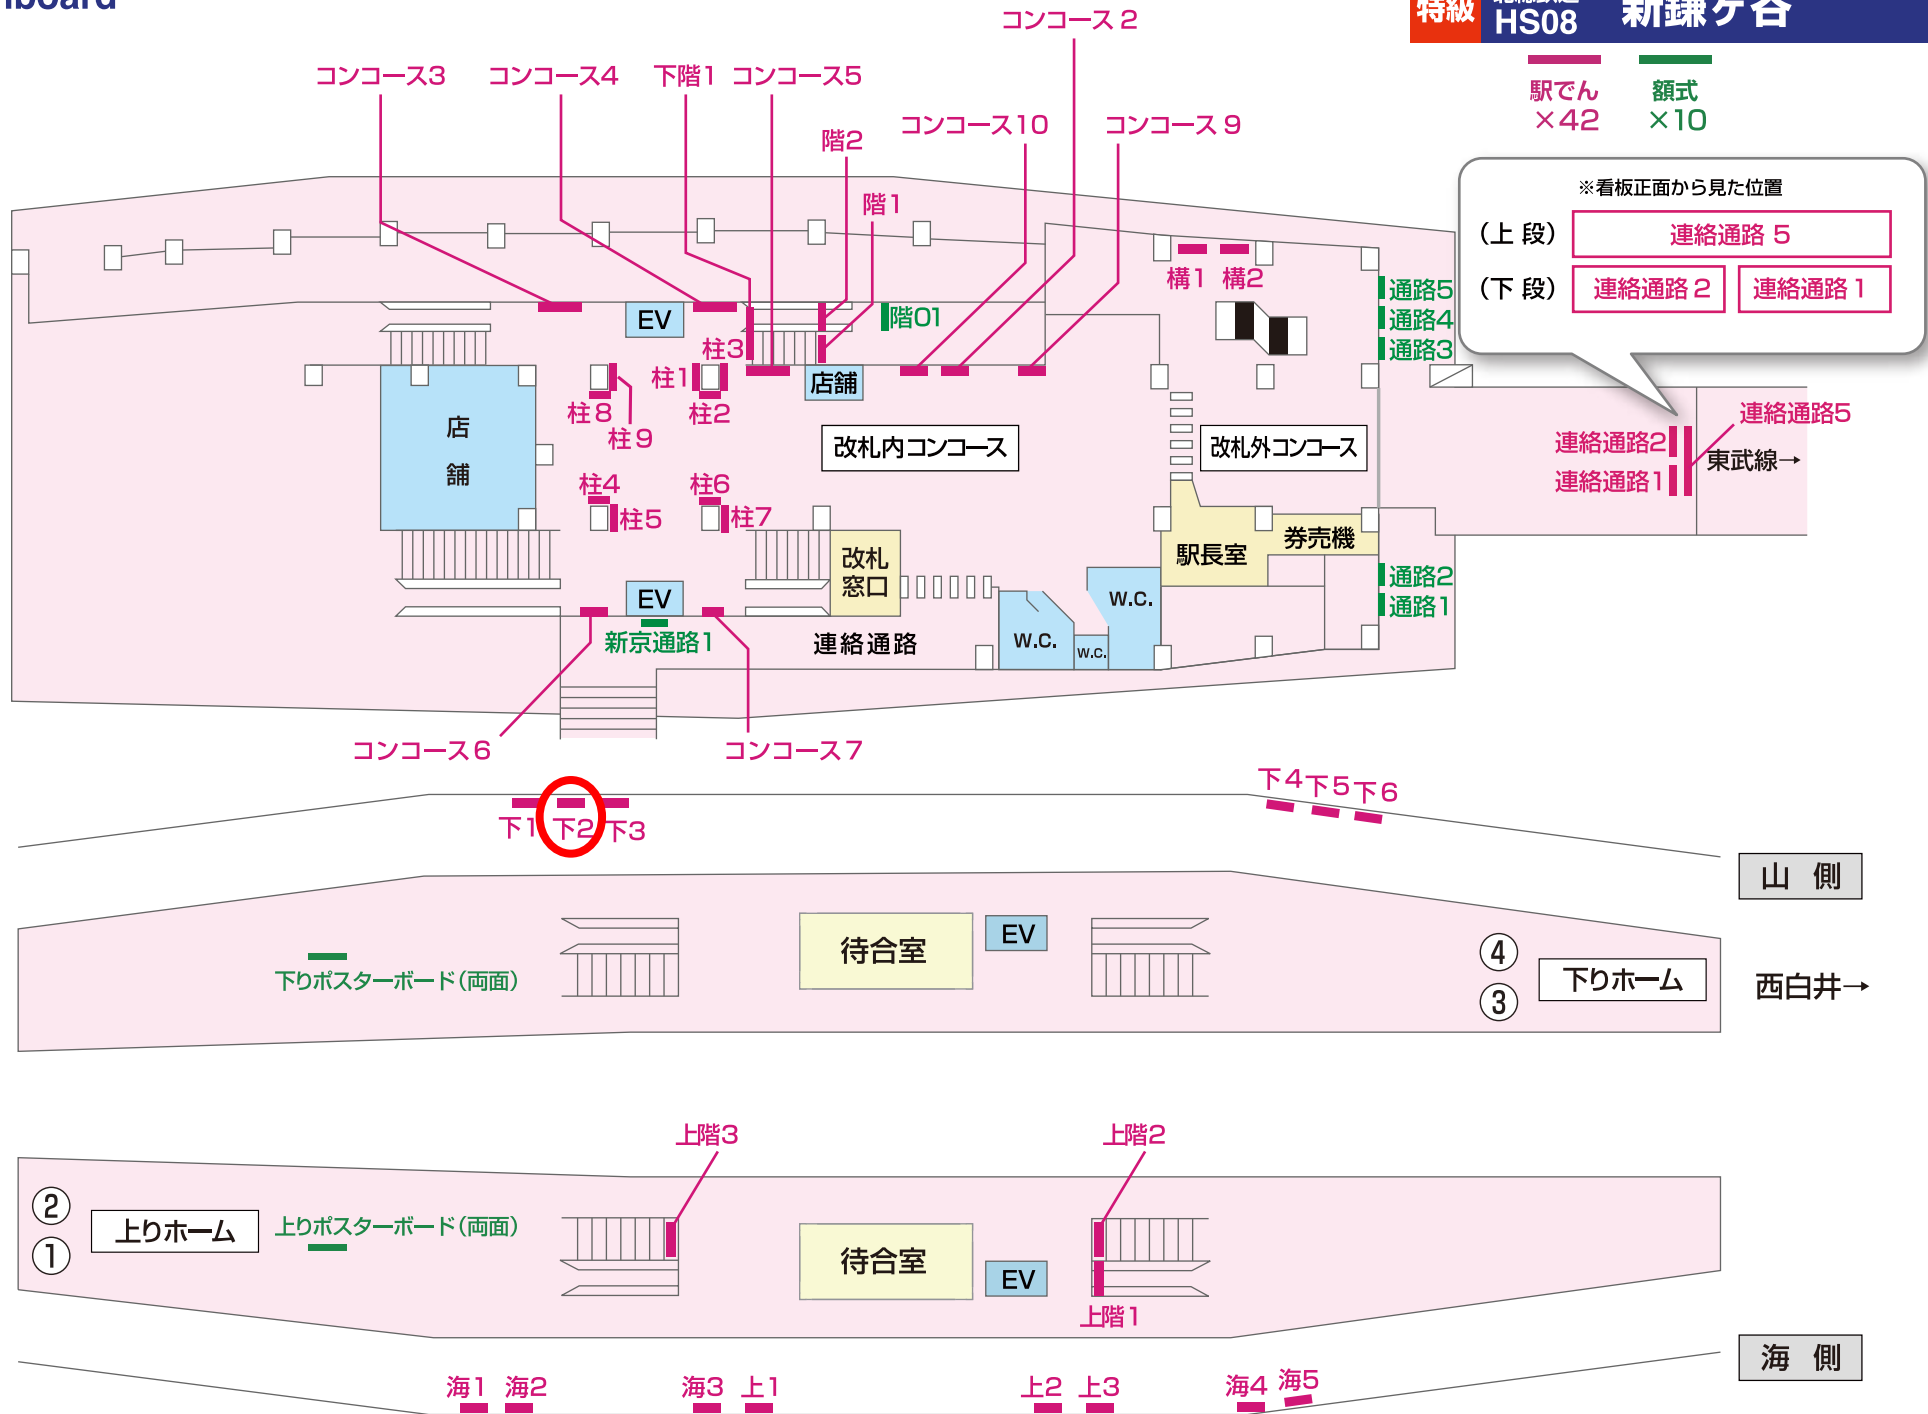 特級
HS08
新鎌ヶ谷
駅でん
×42
額式
×10
コンコース 2
コンコース3
コンコース4
下階1
コンコース5
階2
コンコース10
コンコース 9
階1
※看板正面から見た位置
(上 段)
連絡通路 5
(下 段)
連絡通路 2
連絡通路 1
構1
構2
通路5
通路4
通路3
EV
階01
柱3
柱1
柱2
店舗
柱8
柱9
店
舗
改札内コンコース
改札外コンコース
連絡通路5
連絡通路2
連絡通路1
東武線→
柱4
柱5
柱6
柱7
改札
窓口
駅長室
券売機
通路2
通路1
EV
新京通路1
連絡通路
W.C.
W.C.
W.C.
コンコース6
コンコース7
下1
下2
下3
下4
下5
下6
山 側
待合室
EV
下りポスターボード(両面)
④
③
下りホーム
西白井→
上階3
上階2
②
①
上りホーム
上りポスターボード(両面)
待合室
EV
上階1
海 側
海1
海2
海3
上1
上2
上3
海4
海5